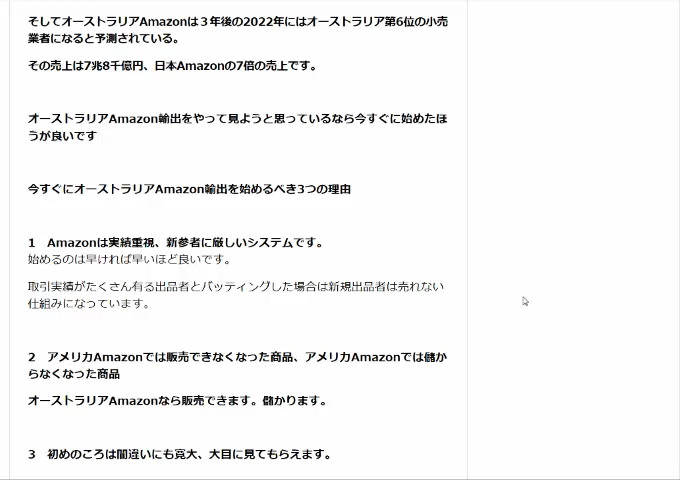 そしてオーストラリアAmazonは３年後の2022年にはオーストラリア第6位の小売
業者になると予測されている。
その売上は7兆8千億円、日本Amazonの7倍の売上です。
オーストラリアAmazon輸出をやって見ようと思っているなら今すぐに始めたほ
うが良いです
今すぐにオーストラリアAmazon輸出を始めるべき3つの理由
1　Amazonは実績重視、新参者に厳しいシステムです。
始めるのは早ければ早いほど良いです。
取引実績がたくさん有る出品者とバッティングした場合は新規出品者は売れない
仕組みになっています。
2　アメリカAmazonでは販売できなくなった商品、アメリカAmazonでは儲か
らなくなった商品
オーストラリアAmazonなら販売できます。儲かります。
3　初めのころは間違いにも寛大、大目に見てもらえます。